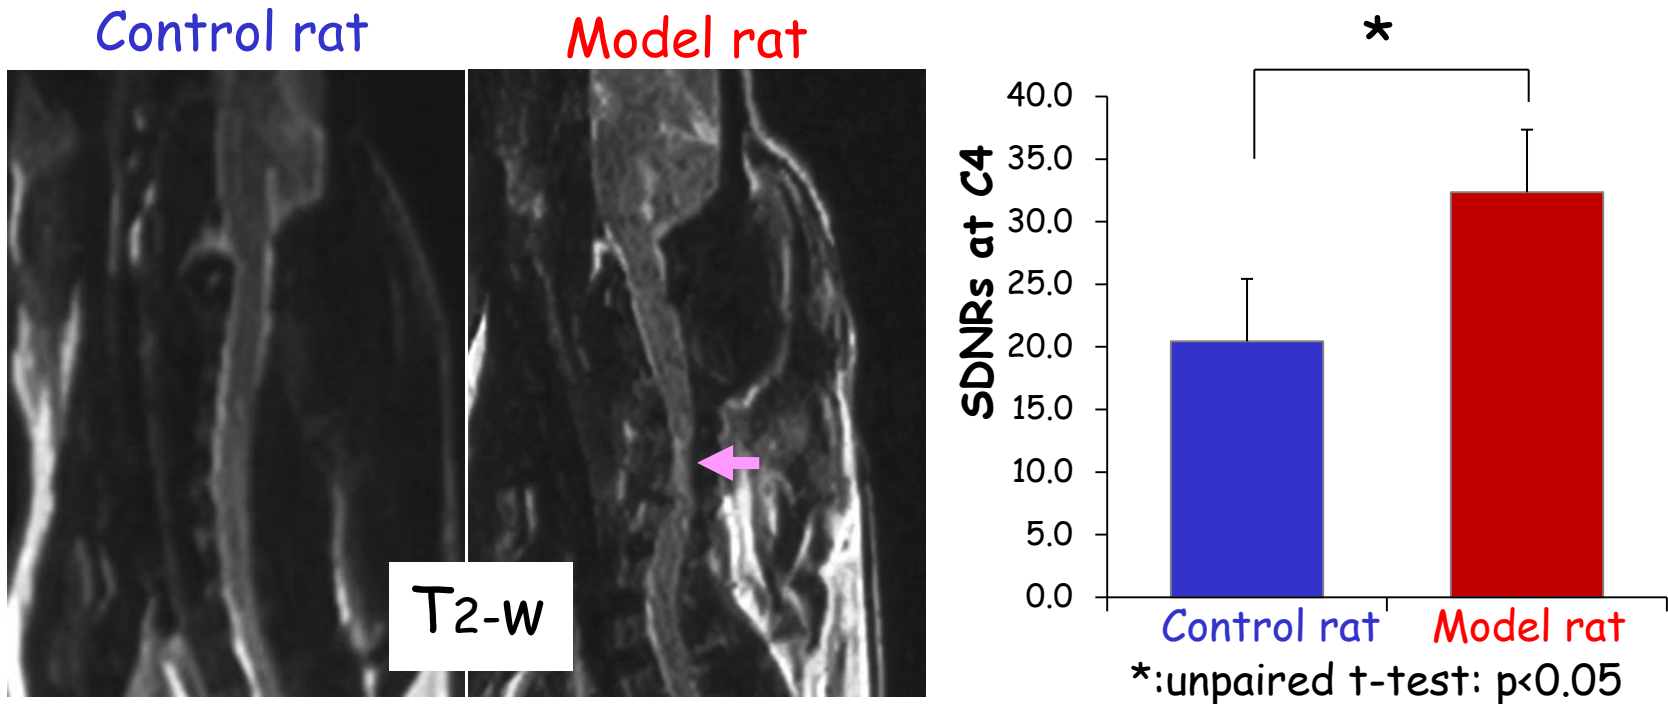 Control rat
Model rat
T2-w
*
SDNRs at C4
40.0
35.0
30.0
25.0
20.0
15.0
10.0
5.0
0.0
Control rat
Model rat
*:unpaired t-test: p<0.05